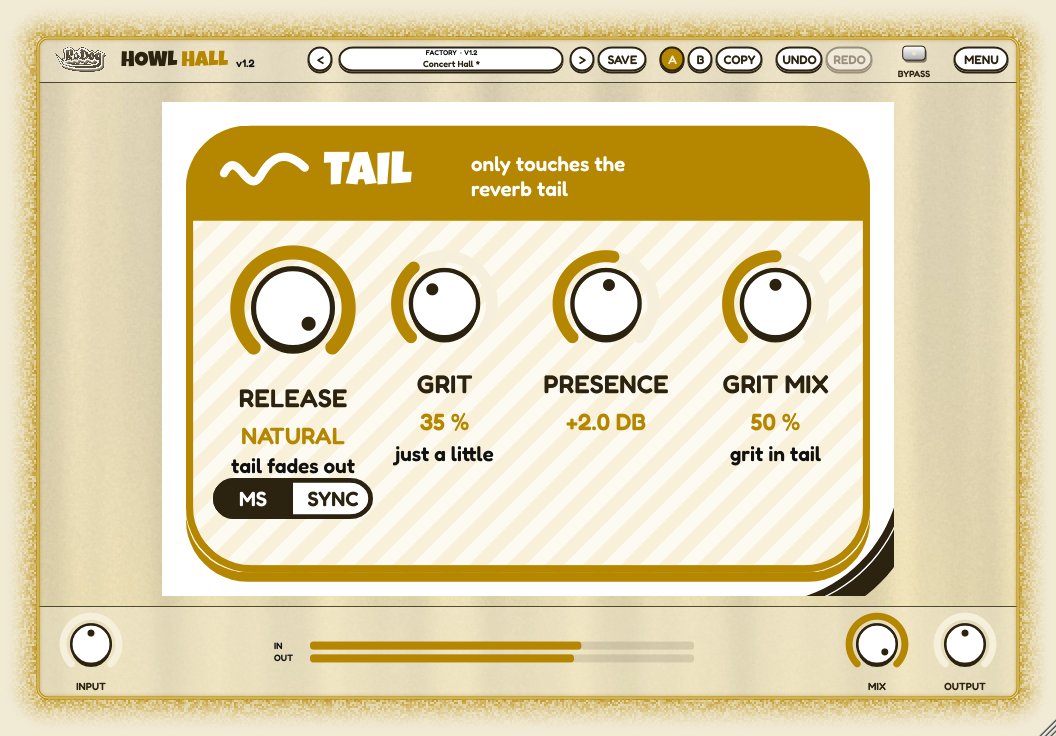 RaDog
HOWL HALL v1.2
<
FACTORY · V1.2
Concert Hall *
>
SAVE
A
B
COPY
UNDO
REDO
BYPASS
MENU
TAIL
only touches the
reverb tail
RELEASE
NATURAL
tail fades out
MS
SYNC
GRIT
35 %
just a little
PRESENCE
+2.0 DB
GRIT MIX
50 %
grit in tail
INPUT
IN
OUT
MIX
OUTPUT